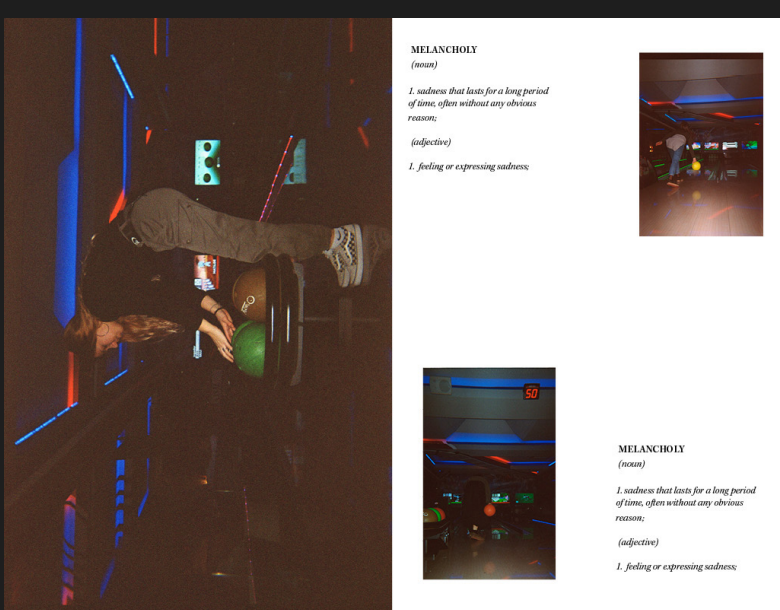 MELANCHOLY
(noun)
1. sadness that lasts for a long period
of time, often without any obvious
reason;
(adjective)
1. feeling or expressing sadness;
50
MELANCHOLY
(noun)
1. sadness that lasts for a long period
of time, often without any obvious
reason;
(adjective)
1. feeling or expressing sadness;